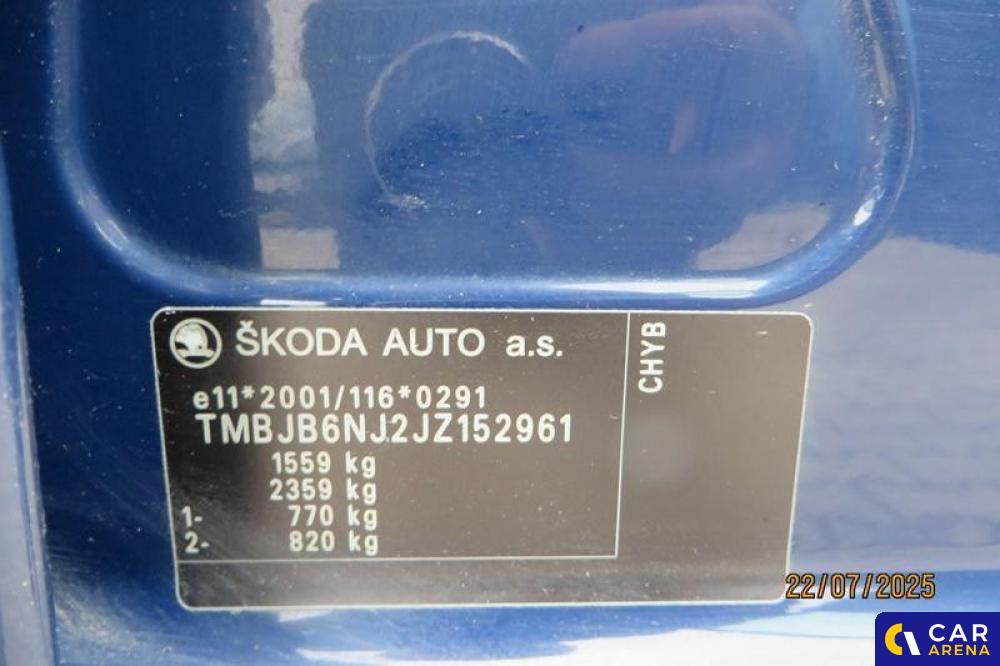 ŠKODA AUTO a.s.
CHYB
e11*2001/116*0291
TMBJB6NJ2JZ152961
1559 kg
2359 kg
1- 770 kg
2- 820 kg
22/07/2025
CAR
ARENA